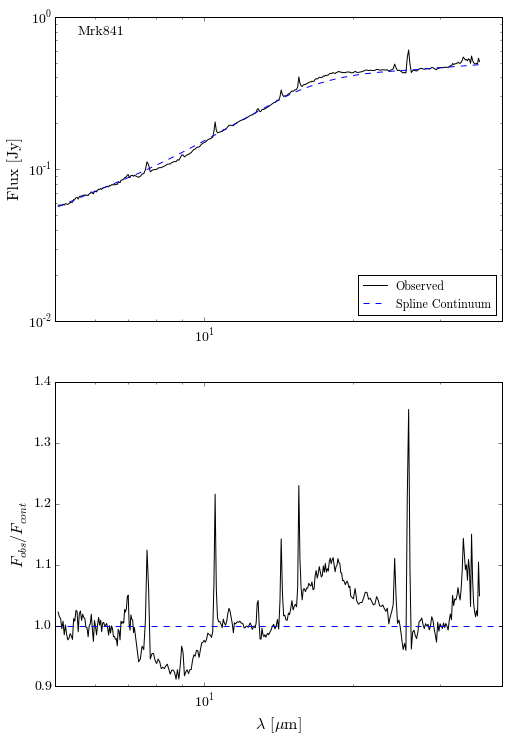 10^0
Mrk841
Flux [Jy]
10^-1
Observed
Spline Continuum
10^-2
10^1
1.4
1.3
1.2
F_obs/F_cont
1.1
1.0
0.9
10^1
λ [μm]